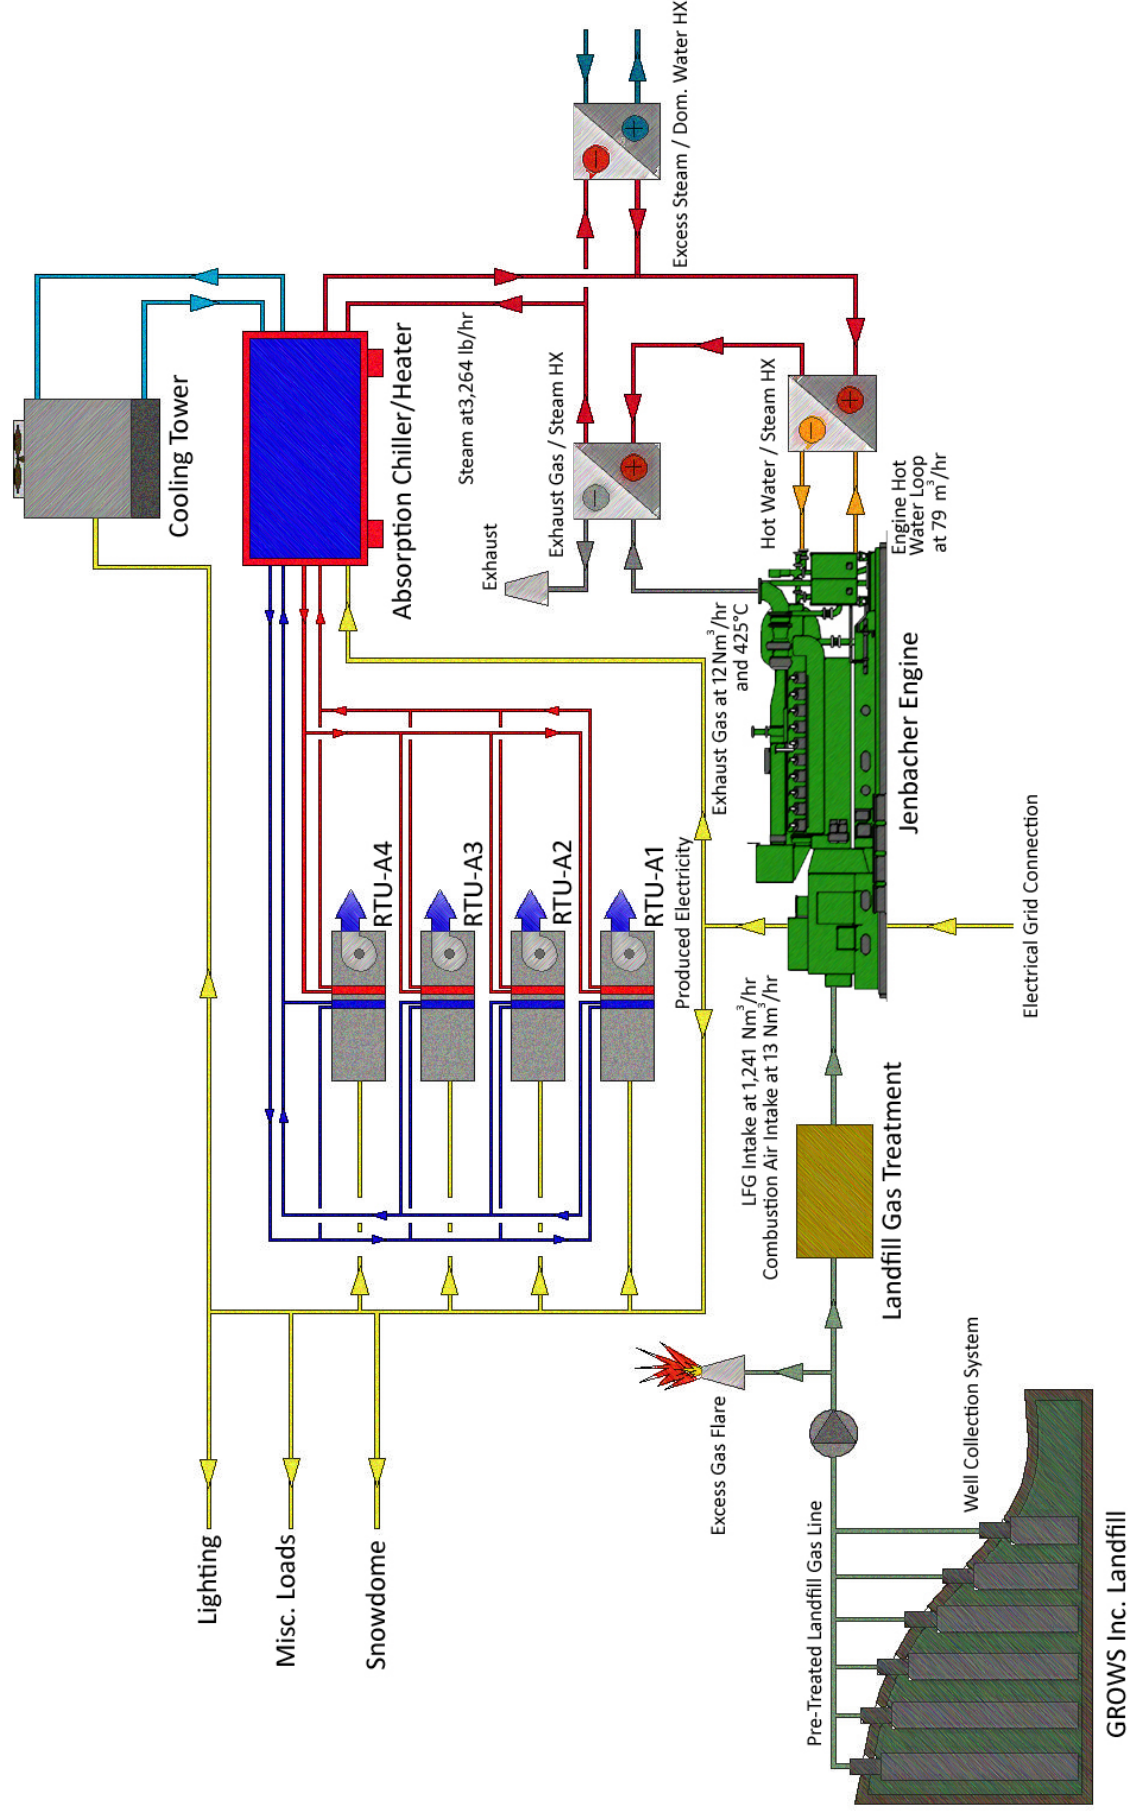 Lighting
Misc. Loads
Snowdome
Cooling Tower
Absorption Chiller/Heater
Steam at3,264 lb/hr
Excess Steam / Dom. Water HX
Exhaust
Exhaust Gas / Steam HX
Hot Water / Steam HX
Engine Hot
Water Loop
at 79 m³/hr
RTU-A4
RTU-A3
RTU-A2
RTU-A1
Produced Electricity
Exhaust Gas at 12Nm³/hr
and 425°C
Jenbacher Engine
Electrical Grid Connection
LFG Intake at 1,241 Nm³/hr
Combustion Air Intake at 13 Nm³/hr
Landfill Gas Treatment
Excess Gas Flare
Pre-Treated Landfill Gas Line
Well Collection System
GROWS Inc. Landfill